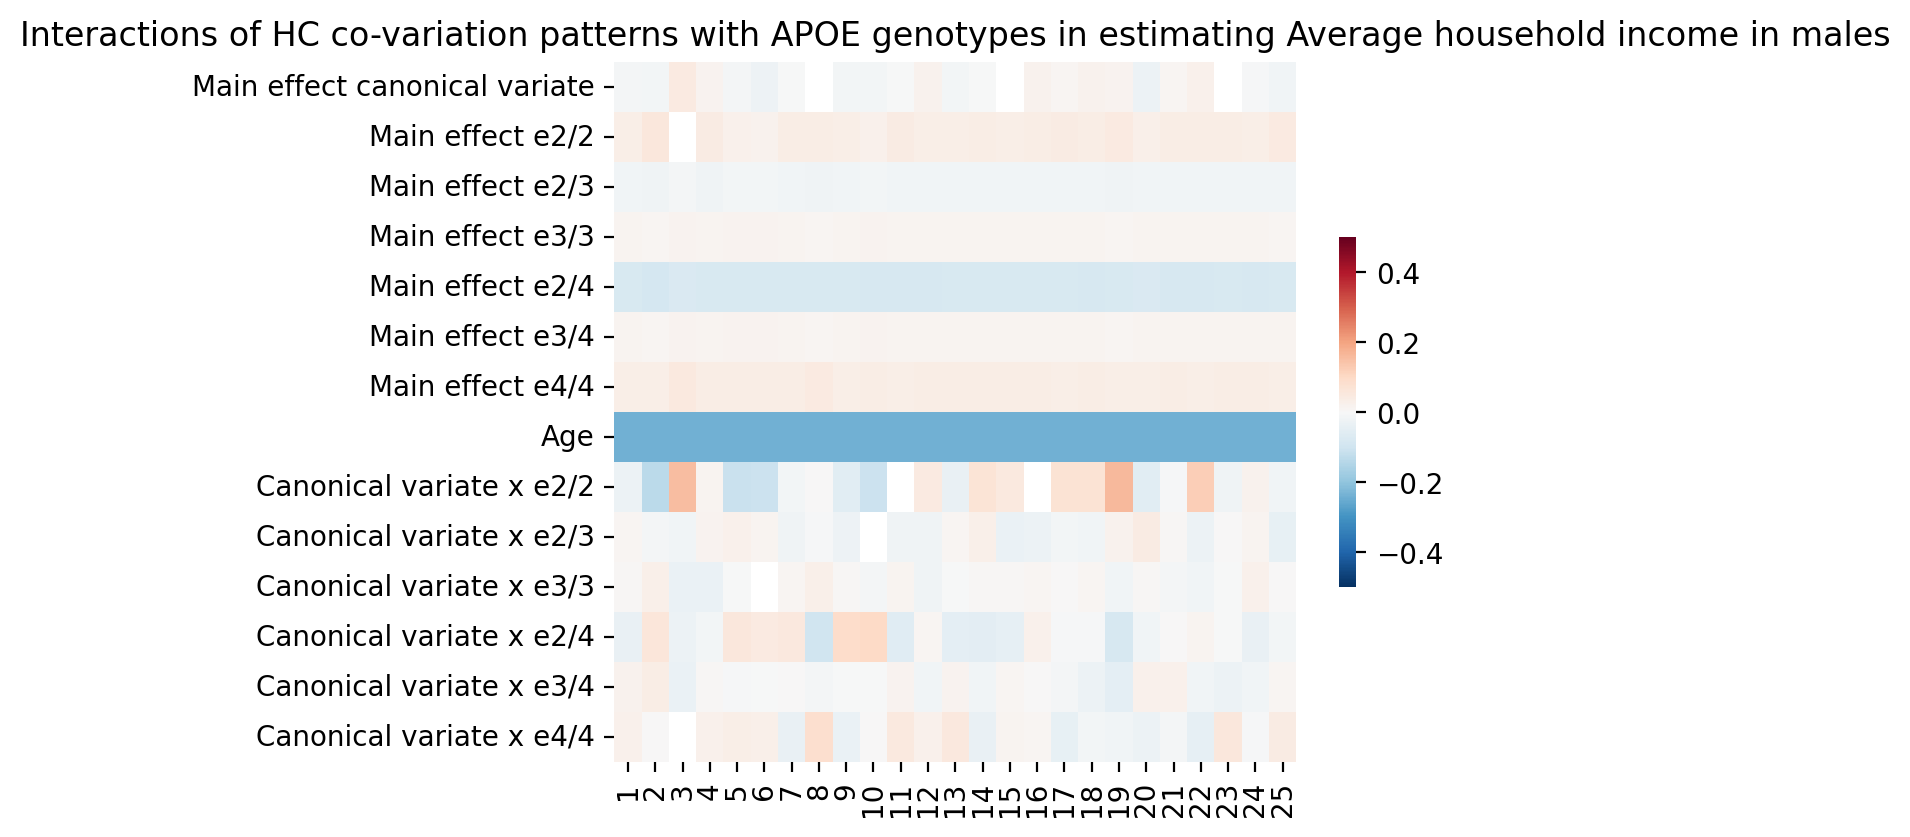 Interactions of HC co-variation patterns with APOE genotypes in estimating Average household income in males
Main effect canonical variate
Main effect e2/2
Main effect e2/3
Main effect e3/3
Main effect e2/4
Main effect e3/4
Main effect e4/4
Age
Canonical variate x e2/2
Canonical variate x e2/3
Canonical variate x e3/3
Canonical variate x e2/4
Canonical variate x e3/4
Canonical variate x e4/4
1 2 3 4 5 6 7 8 9 10 11 12 13 14 15 16 17 18 19 20 21 22 23 24 25
0.4
0.2
0.0
−0.2
−0.4